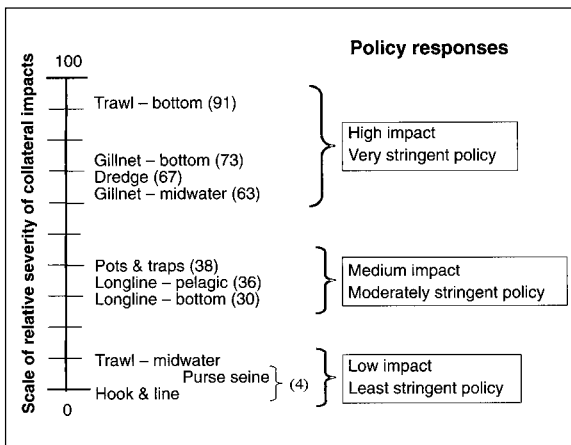 Policy responses
Scale of relative severity of collateral impacts
100
Trawl – bottom (91)
Gillnet – bottom (73)
Dredge (67)
Gillnet – midwater (63)
High impact
Very stringent policy
Pots & traps (38)
Longline – pelagic (36)
Longline – bottom (30)
Medium impact
Moderately stringent policy
Trawl – midwater
Purse seine
(4)
Hook & line
Low impact
Least stringent policy
0